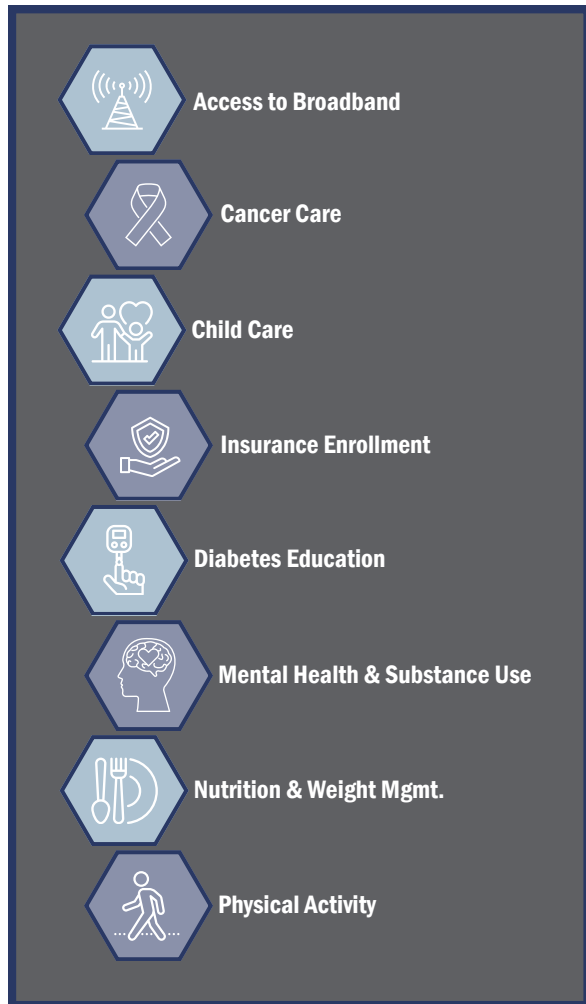 Access to Broadband
Cancer Care
Child Care
Insurance Enrollment
Diabetes Education
Mental Health & Substance Use
Nutrition & Weight Mgmt.
Physical Activity